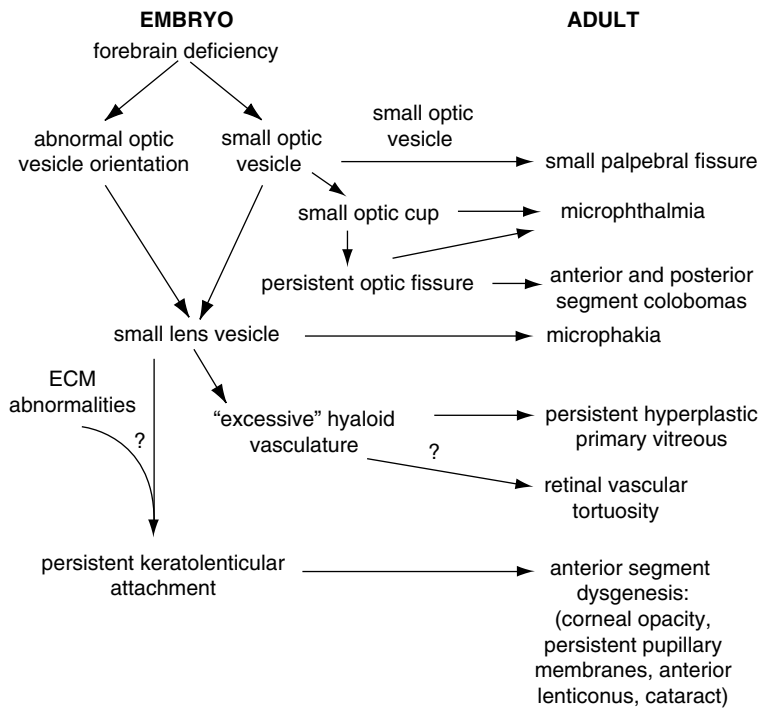 EMBRYO
ADULT
forebrain deficiency
abnormal optic
vesicle orientation
small optic
vesicle
small optic
vesicle
small palpebral fissure
small optic cup
microphthalmia
persistent optic fissure
anterior and posterior
segment colobomas
small lens vesicle
microphakia
ECM
abnormalities
?
“excessive” hyaloid
vasculature
persistent hyperplastic
primary vitreous
?
retinal vascular
tortuosity
persistent keratolenticular
attachment
anterior segment
dysgenesis:
(corneal opacity,
persistent pupillary
membranes, anterior
lenticonus, cataract)